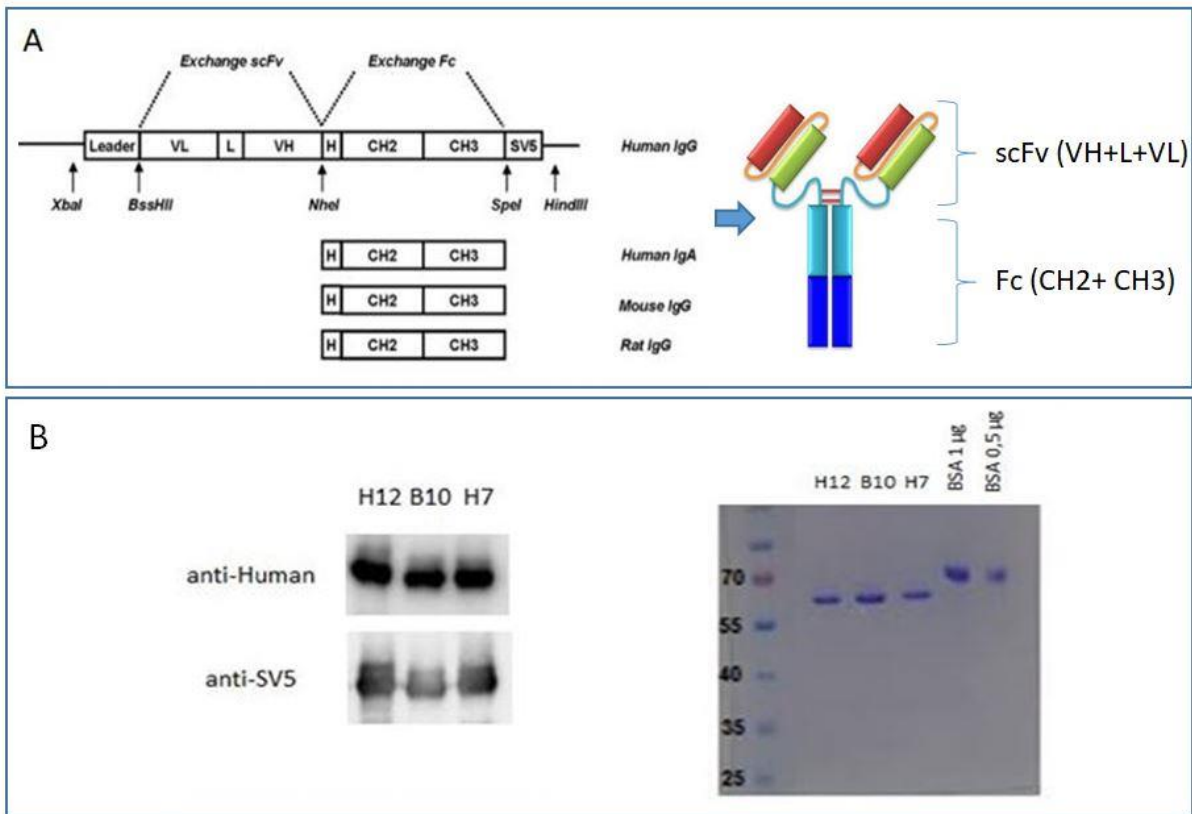 A
Exchange scFv Exchange Fc
Leader VL L VH H CH2 CH3 SV5 Human IgG
XbaI BssHII NheI SpeI HindIII
H CH2 CH3 Human IgA
H CH2 CH3 Mouse IgG
H CH2 CH3 Rat IgG
scFv (VH+L+VL)
Fc (CH2+ CH3)
B
H12 B10 H7
anti-Human
anti-SV5
H12 B10 H7 BSA 1 µg BSA 0,5 µg
70
55
40
35
25